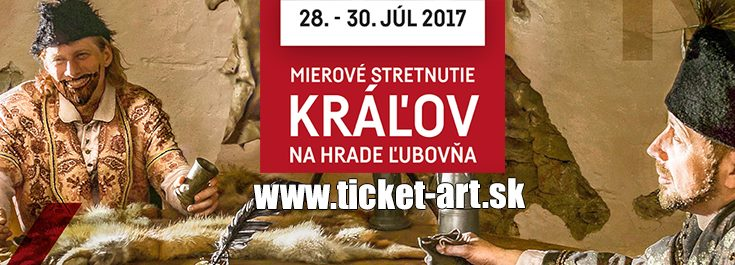 28. - 30. JÚL 2017
MIEROVÉ STRETNUTIE
KRÁĽOV
NA HRADE ĽUBOVŇA
www.ticket-art.sk